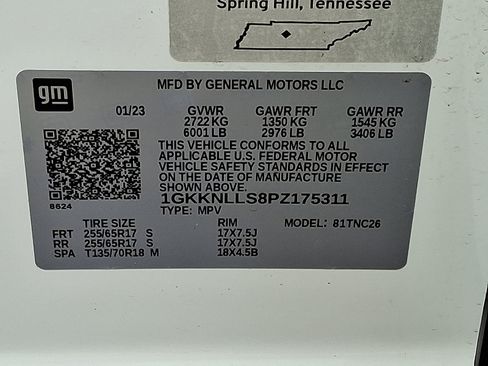 Spring Hill, Tennessee
gm
MFD BY GENERAL MOTORS LLC
01/23 GVWR GAWR FRT GAWR RR
2722 KG 1350 KG 1545 KG
6001 LB 2976 LB 3406 LB
THIS VEHICLE CONFORMS TO ALL
APPLICABLE U.S. FEDERAL MOTOR
VEHICLE SAFETY STANDARDS IN EFFECT
ON THE DATE OF MANUFACTURE
SHOWN ABOVE.
1GKKNLLS8PZ175311
8624
TYPE: MPV
TIRE SIZE RIM MODEL: 81TNC26
FRT 255/65R17 S 17X7.5J
RR 255/65R17 S 17X7.5J
SPA T135/70R18 M 18X4.5B